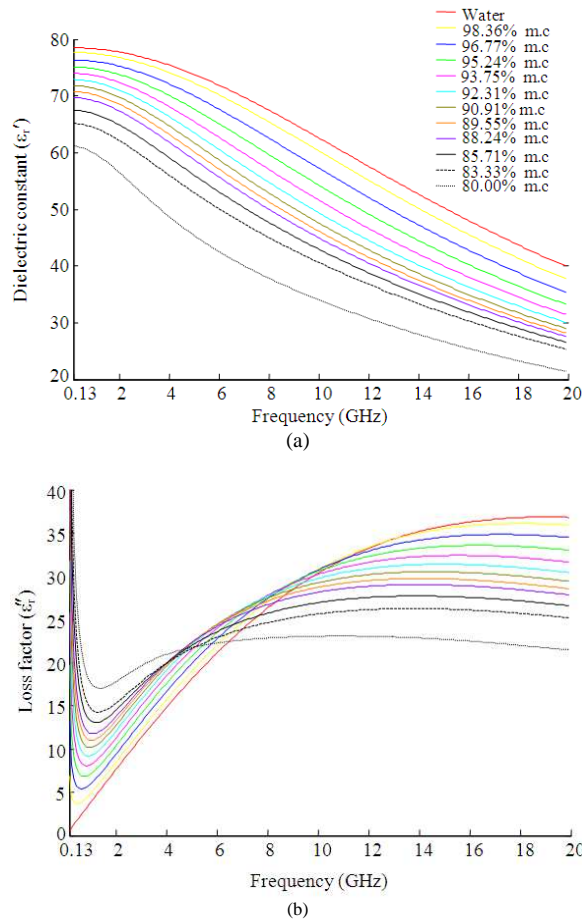 Water
98.36% m.c
96.77% m.c
95.24% m.c
93.75% m.c
92.31% m.c
90.91% m.c
89.55% m.c
88.24% m.c
85.71% m.c
83.33% m.c
80.00% m.c
Dielectric constant (εr')
80
70
60
50
40
30
20
0.13 2 4 6 8 10 12 14 16 18 20
Frequency (GHz)
(a)
Loss factor (εr")
40
35
30
25
20
15
10
5
0
0.13 2 4 6 8 10 12 14 16 18 20
Frequency (GHz)
(b)